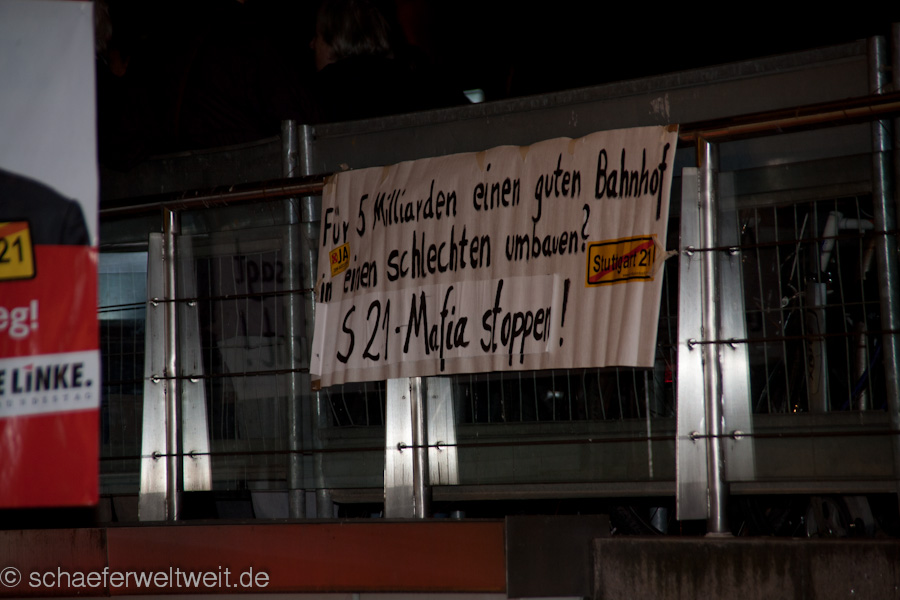 Für 5 Milliarden einen guten Bahnhof
in einen schlechten umbauen?
JA
Stuttgart 21
S 21-Mafia stoppen!
21
eg!
E LINKE.
© schaeferweltweit.de